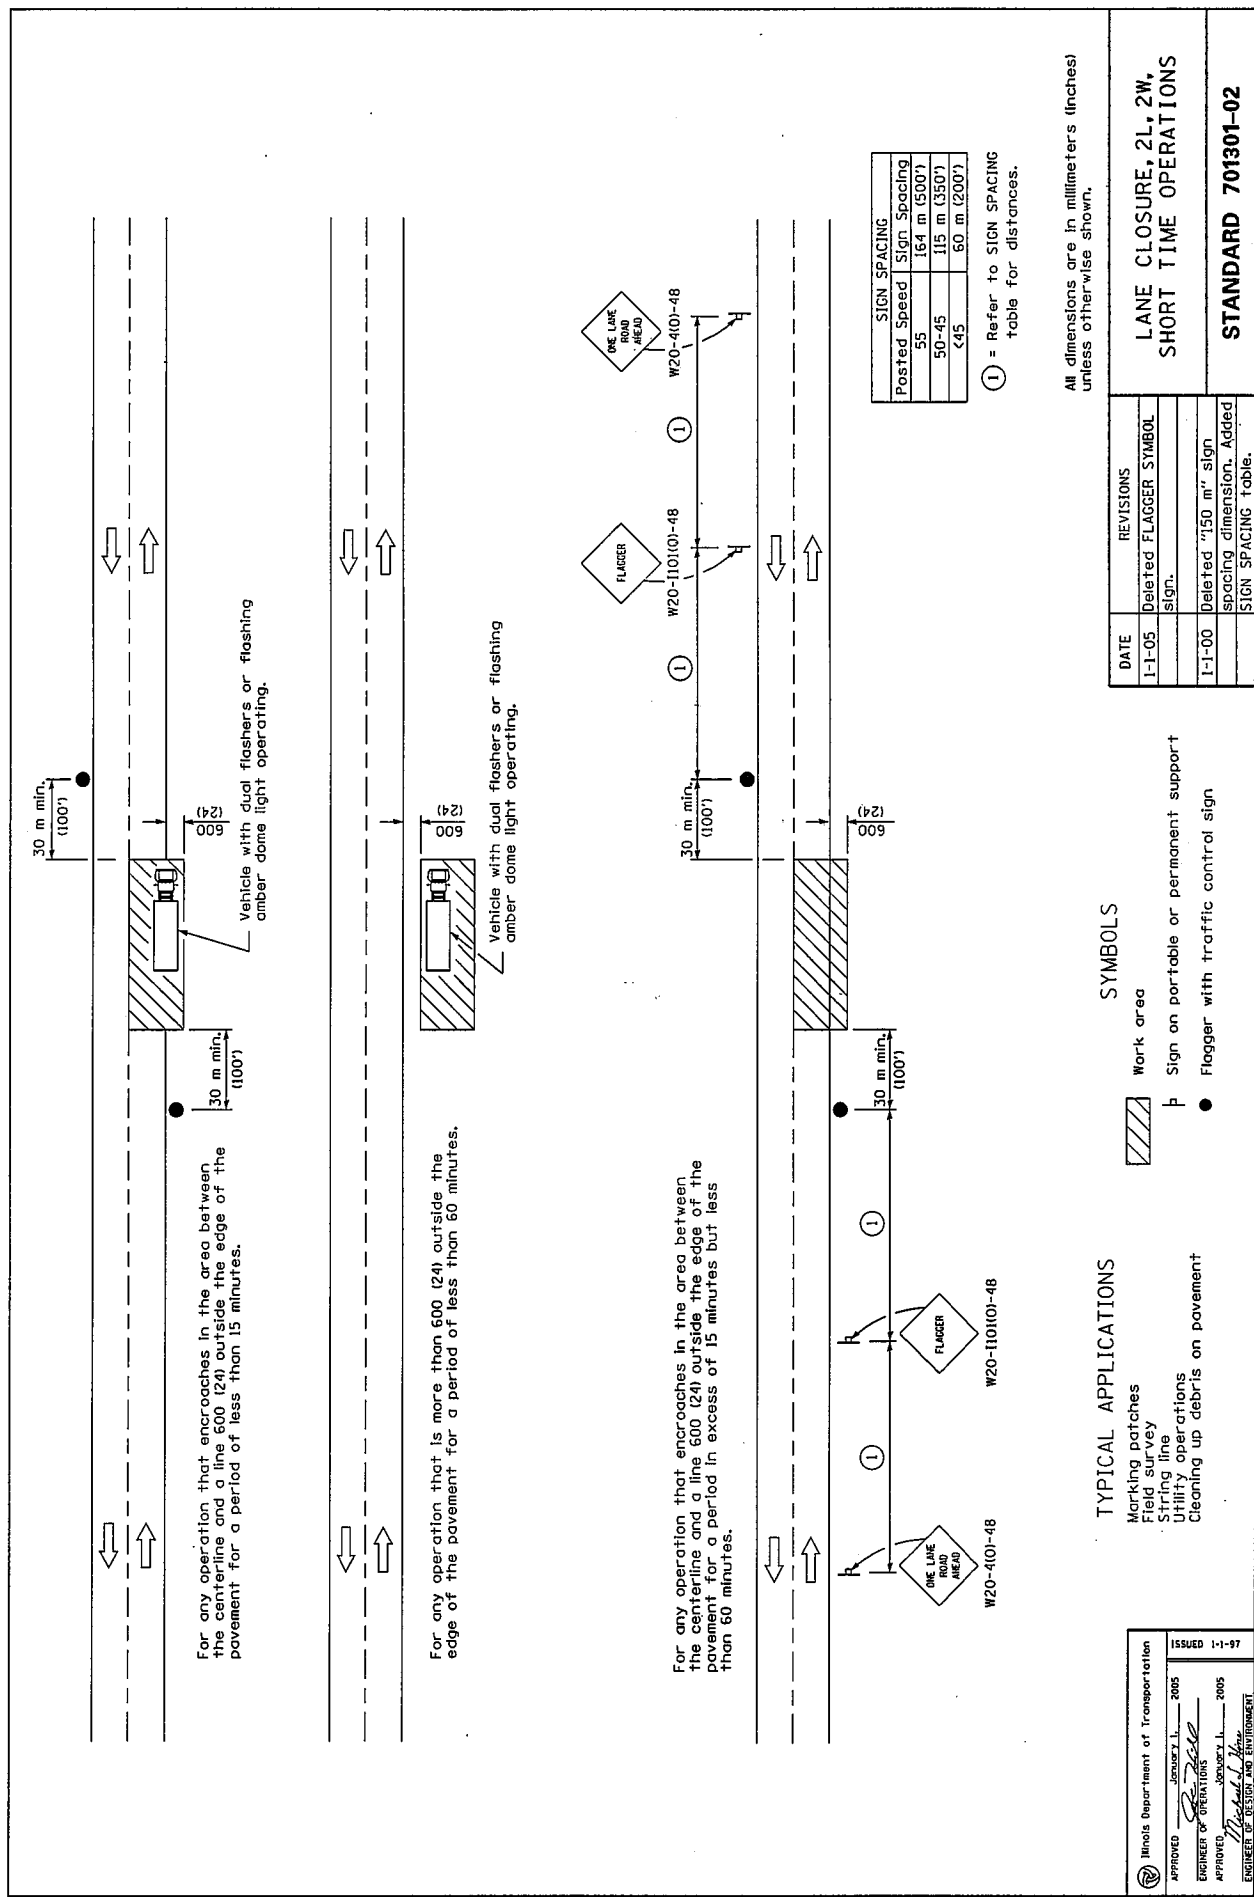 30 m min.
(100')
600
(24)
Vehicle with dual flashers or flashing
amber dome light operating.
30 m min.
(100')
For any operation that encroaches in the area between
the centerline and a line 600 (24) outside the edge of the
pavement for a period of less than 15 minutes.
600
(24)
Vehicle with dual flashers or flashing
amber dome light operating.
For any operation that is more than 600 (24) outside the
edge of the pavement for a period of less than 60 minutes.
ONE LANE
ROAD
AHEAD
W20-4(O)-48
FLAGGER
W20-I101(O)-48
1
1
30 m min.
(100')
600
(24)
30 m min.
(100')
For any operation that encroaches in the area between
the centerline and a line 600 (24) outside the edge of the
pavement for a period in excess of 15 minutes but less
than 60 minutes.
1
1
FLAGGER
W20-I101(O)-48
ONE LANE
ROAD
AHEAD
W20-4(O)-48
SIGN SPACING
Posted Speed Sign Spacing
55 164 m (500')
50-45 115 m (350')
<45 60 m (200')
1 = Refer to SIGN SPACING
table for distances.
All dimensions are in millimeters (inches)
unless otherwise shown.
TYPICAL APPLICATIONS
Marking patches
Field survey
String line
Utility operations
Cleaning up debris on pavement
SYMBOLS
Work area
Sign on portable or permanent support
Flagger with traffic control sign
Illinois Department of Transportation
APPROVED January 1, 2005
ENGINEER OF OPERATIONS
APPROVED January 1, 2005
ENGINEER OF DESIGN AND ENVIRONMENT
ISSUED 1-1-97
DATE REVISIONS
1-1-05 Deleted FLAGGER SYMBOL
sign.
1-1-00 Deleted "150 m" sign
spacing dimension. Added
SIGN SPACING table.
LANE CLOSURE, 2L, 2W,
SHORT TIME OPERATIONS
STANDARD 701301-02